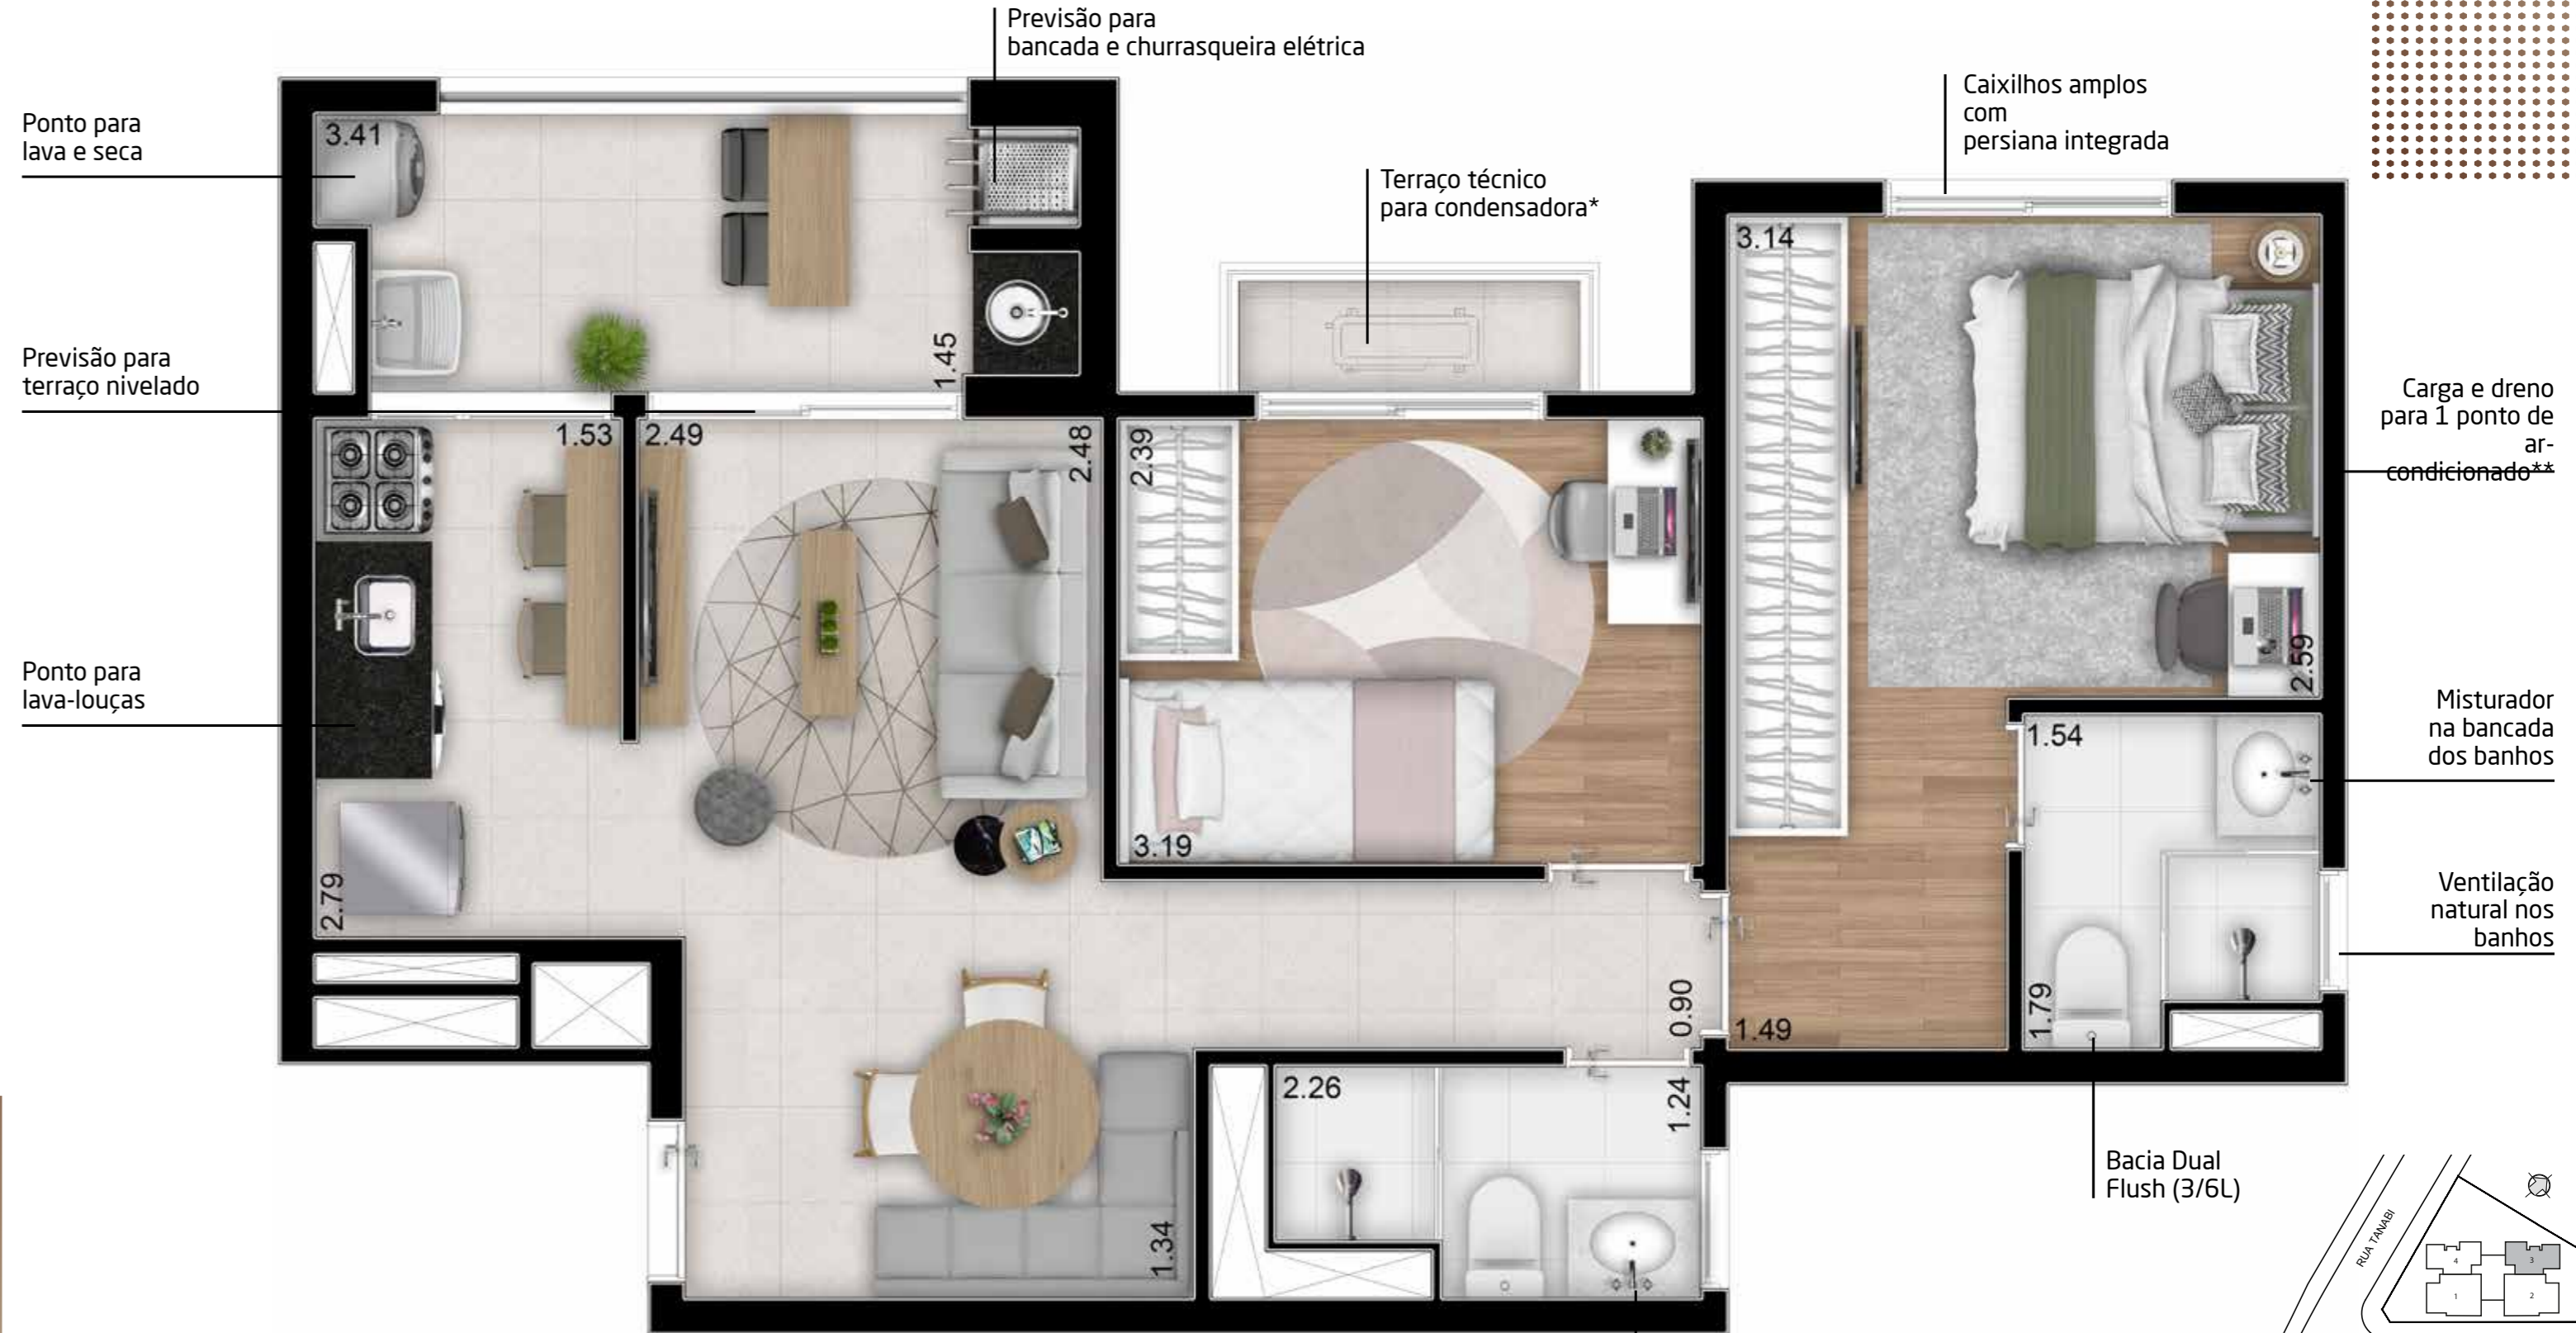 Previsão para
bancada e churrasqueira elétrica
Caixilhos amplos
com
persiana integrada
Ponto para
lava e seca
3.41
Terraço técnico
para condensadora*
3.14
1.45
Previsão para
terraço nivelado
Carga e dreno
para 1 ponto de
ar-
condicionado**
1.53
2.49
2.48
2.39
2.59
Ponto para
lava-louças
Misturador
na bancada
dos banhos
1.54
3.19
2.79
Ventilação
natural nos
banhos
0.90
1.49
1.79
2.26
1.24
1.34
Bacia Dual
Flush (3/6L)
RUA TANABI
4
3
1
2